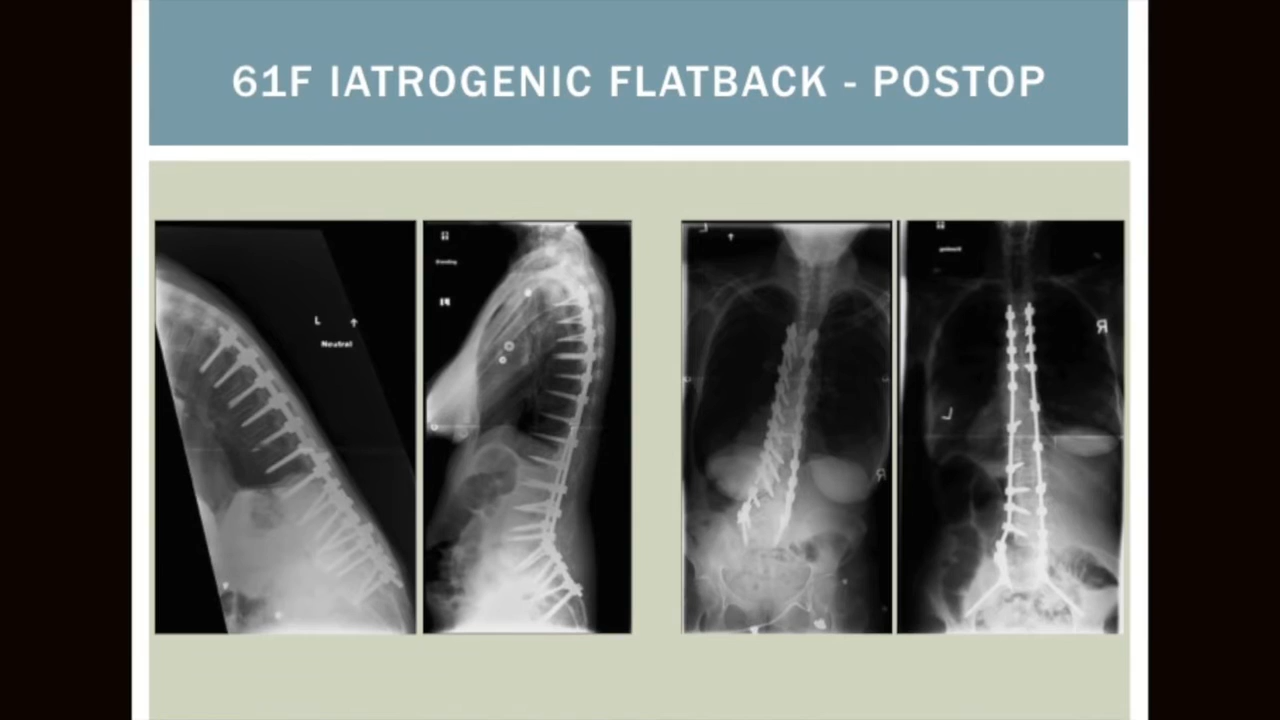 61F IATROGENIC FLATBACK - POSTOP
L
Neutral
Standing
L
R
R
L